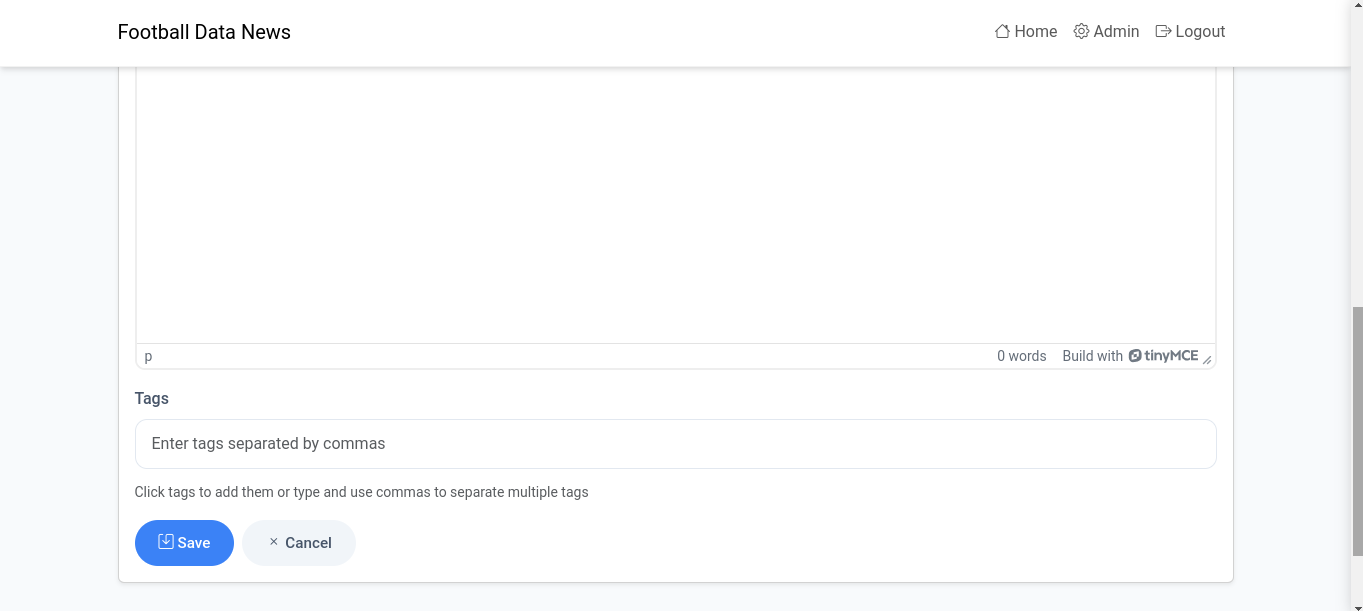 Football Data News
Home
Admin
Logout
p
0 words
Build with tinyMCE
Tags
Enter tags separated by commas
Click tags to add them or type and use commas to separate multiple tags
Save
× Cancel